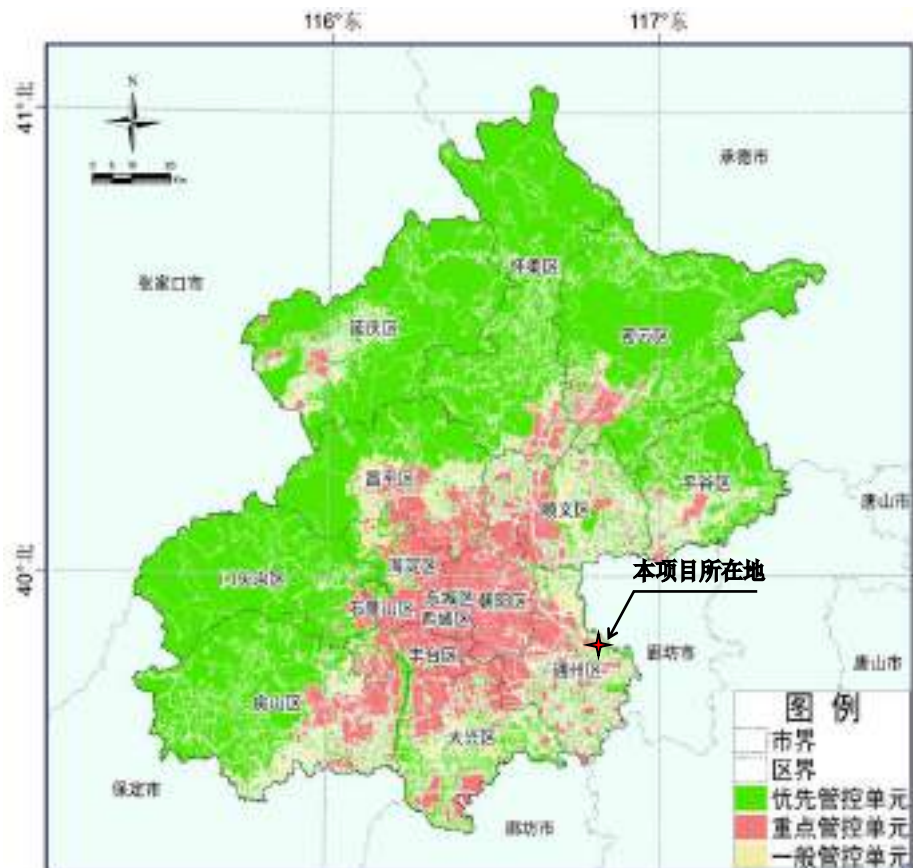 116°东
117°东
41°北
N
承德市
张家口市
怀柔区
延庆区
密云区
昌平区
顺义区
平谷区
唐山市
40°北
海淀区
本项目所在地
门头沟区
石景山区
东城区
朝阳区
西城区
丰台区
廊坊市
唐山市
通州区
房山区
大兴区
保定市
廊坊市
图 例
市界
区界
优先管控单元
重点管控单元
一般管控单元